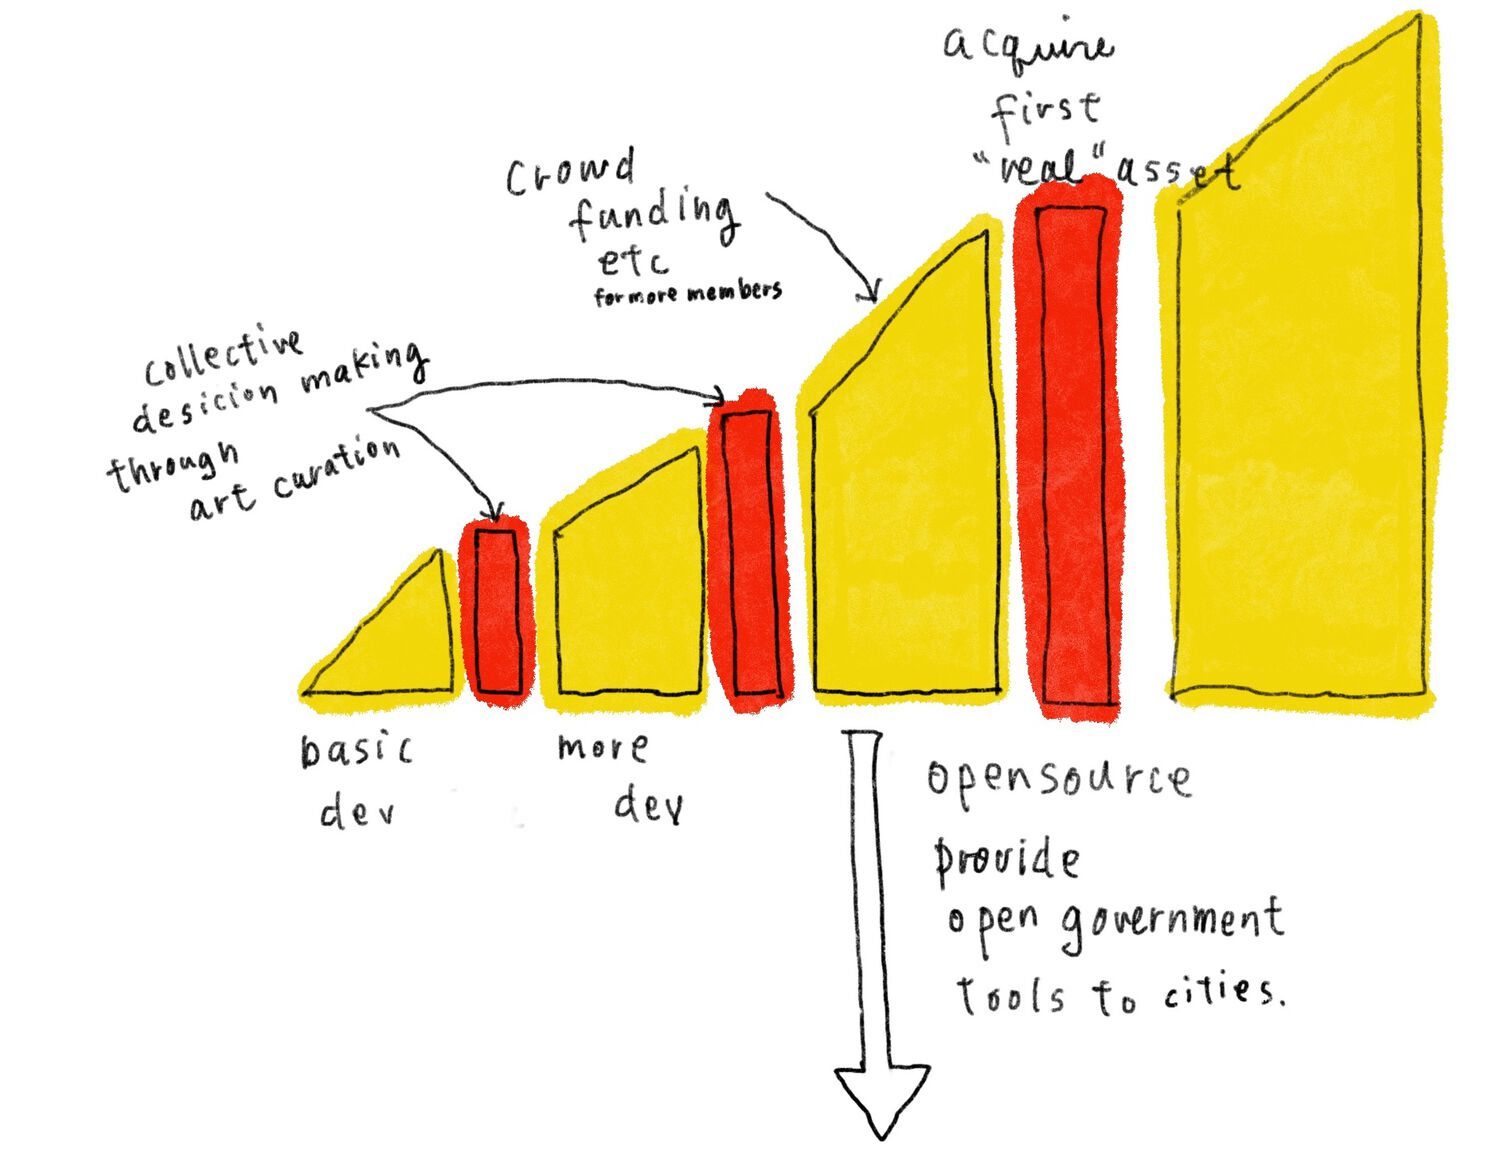 acquire
first
"real" asset
Crowd
funding
etc
for more members
collective
desicion making
through
art curation
basic
dev
more
dev
opensource
provide
open government
tools to cities.